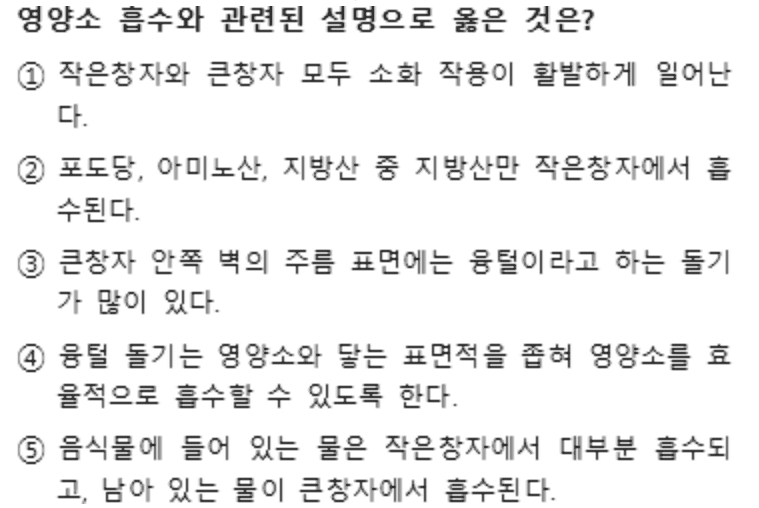 영양소 흡수와 관련된 설명으로 옳은 것은?
① 작은창자와 큰창자 모두 소화 작용이 활발하게 일어난
다.
② 포도당, 아미노산, 지방산 중 지방산만 작은창자에서 흡
수된다.
③ 큰창자 안쪽 벽의 주름 표면에는 융털이라고 하는 돌기
가 많이 있다.
④ 융털 돌기는 영양소와 닿는 표면적을 좁혀 영양소를 효
율적으로 흡수할 수 있도록 한다.
⑤ 음식물에 들어 있는 물은 작은창자에서 대부분 흡수되
고, 남아 있는 물이 큰창자에서 흡수된다.